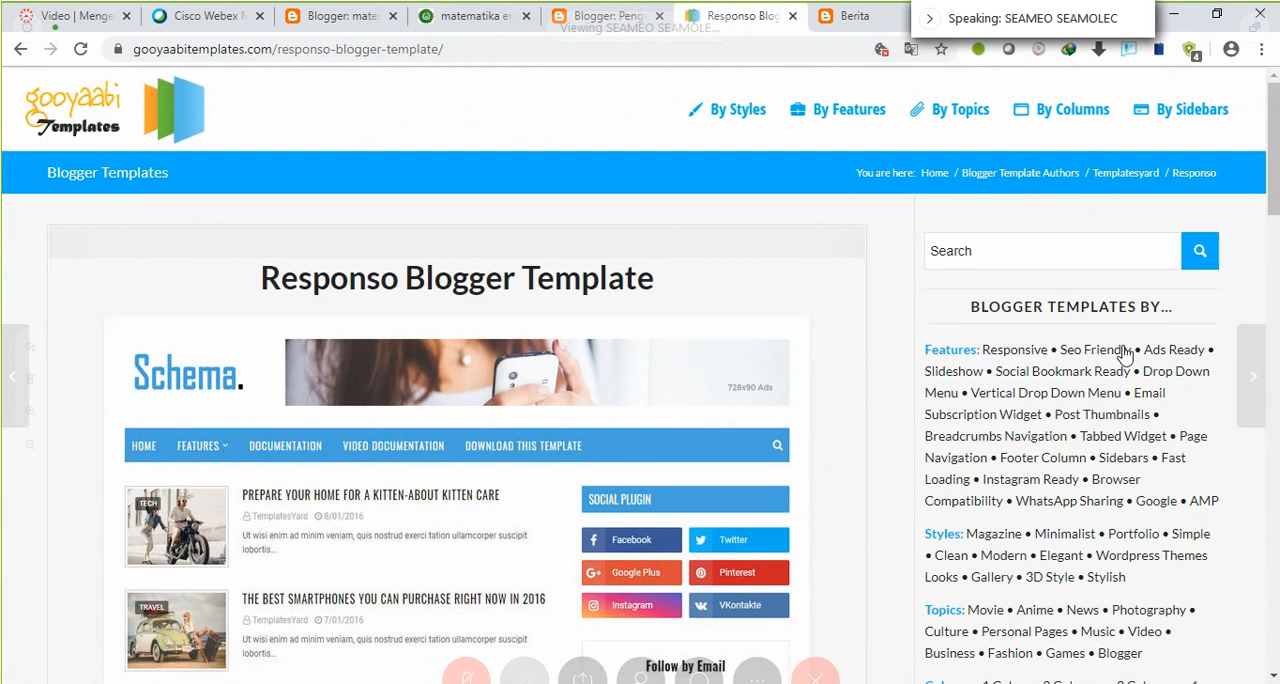 Video | Menge
Cisco Webex M
Blogger: mater
matematika en
Blogger: Penge
Responso Blog
Berita
Speaking: SEAMEO SEAMOLEC
Viewing SEAMEO SEAMOLE...
gooyaabitemplates.com/responso-blogger-template/
4
gooyaabi
Templates
By Styles
By Features
By Topics
By Columns
By Sidebars
Blogger Templates
You are here: Home / Blogger Template Authors / Templatesyard / Responso
Search
Responso Blogger Template
BLOGGER TEMPLATES BY...
Features: Responsive • Seo Friendly • Ads Ready •
Slideshow • Social Bookmark Ready • Drop Down
Menu • Vertical Drop Down Menu • Email
Subscription Widget • Post Thumbnails •
Breadcrumbs Navigation • Tabbed Widget • Page
Navigation • Footer Column • Sidebars • Fast
Loading • Instagram Ready • Browser
Compatibility • WhatsApp Sharing • Google • AMP
Styles: Magazine • Minimalist • Portfolio • Simple
• Clean • Modern • Elegant • Wordpress Themes
Looks • Gallery • 3D Style • Stylish
Topics: Movie • Anime • News • Photography •
Culture • Personal Pages • Music • Video •
Business • Fashion • Games • Blogger
Schema.
728x90 Ads
HOME
FEATURES
DOCUMENTATION
VIDEO DOCUMENTATION
DOWNLOAD THIS TEMPLATE
TECH
PREPARE YOUR HOME FOR A KITTEN-ABOUT KITTEN CARE
TemplatesYard 8/01/2016
Ut wisi enim ad minim veniam, quis nostrud exerci tation ullamcorper suscipit
lobortis...
TRAVEL
THE BEST SMARTPHONES YOU CAN PURCHASE RIGHT NOW IN 2016
TemplatesYard 7/01/2016
Ut wisi enim ad minim veniam, quis nostrud exerci tation ullamcorper suscipit
lobortis...
SOCIAL PLUGIN
Facebook
Twitter
Google Plus
Pinterest
Instagram
VKontakte
Follow by Email